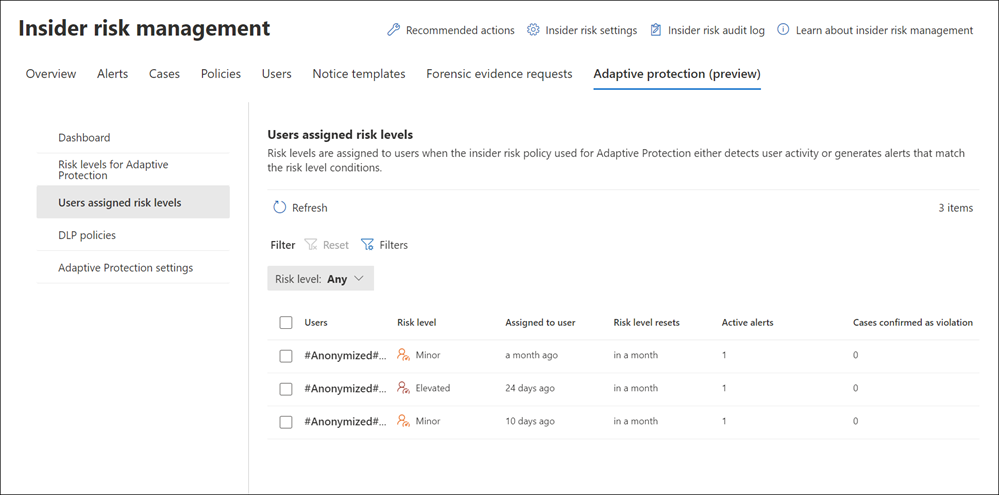 Insider risk management
Recommended actions Insider risk settings Insider risk audit log Learn about insider risk management
Overview Alerts Cases Policies Users Notice templates Forensic evidence requests Adaptive protection (preview)
Dashboard
Risk levels for Adaptive
Protection
Users assigned risk levels
DLP policies
Adaptive Protection settings
Users assigned risk levels
Risk levels are assigned to users when the insider risk policy used for Adaptive Protection either detects user activity or generates alerts that match
the risk level conditions.
Refresh 3 items
Filter Reset Filters
Risk level: Any
Users Risk level Assigned to user Risk level resets Active alerts Cases confirmed as violation
#Anonymized#... Minor a month ago in a month 1 0
#Anonymized#... Elevated 24 days ago in a month 1 0
#Anonymized#... Minor 10 days ago in a month 1 0